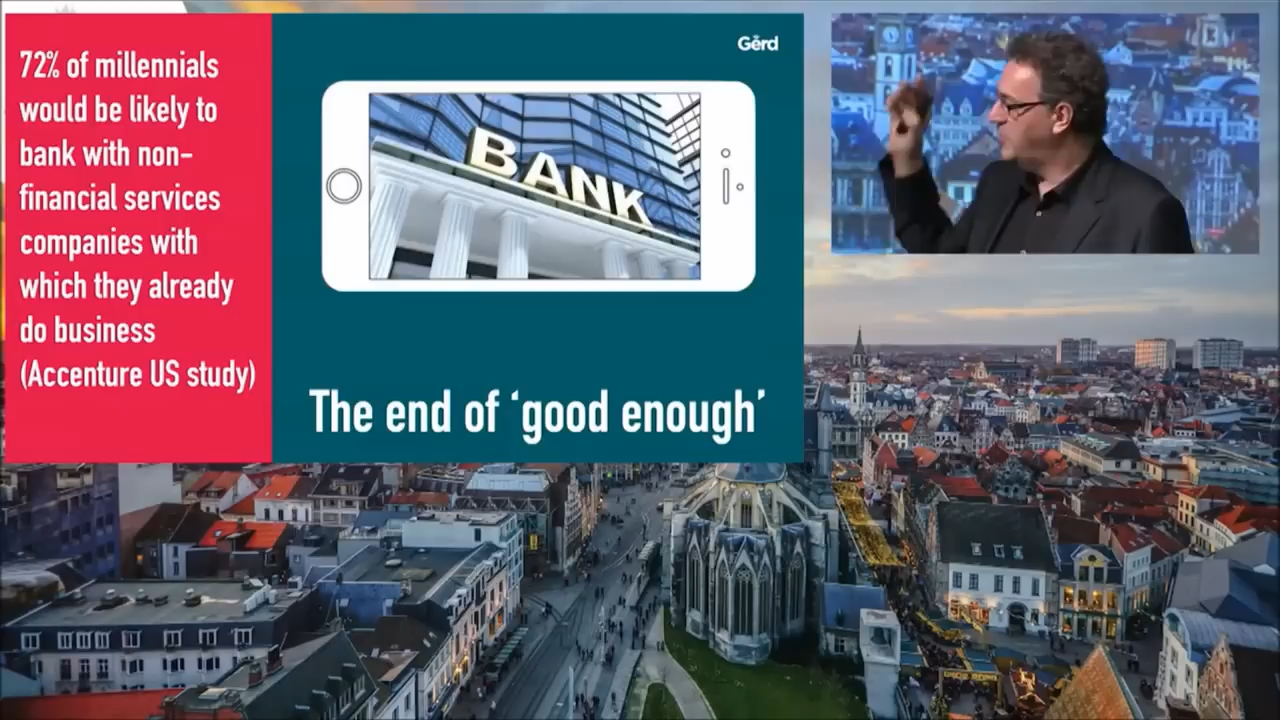 72% of millennials
would be likely to
bank with non-
financial services
companies with
which they already
do business
(Accenture US study)
Gerd
BANK
The end of ‘good enough’